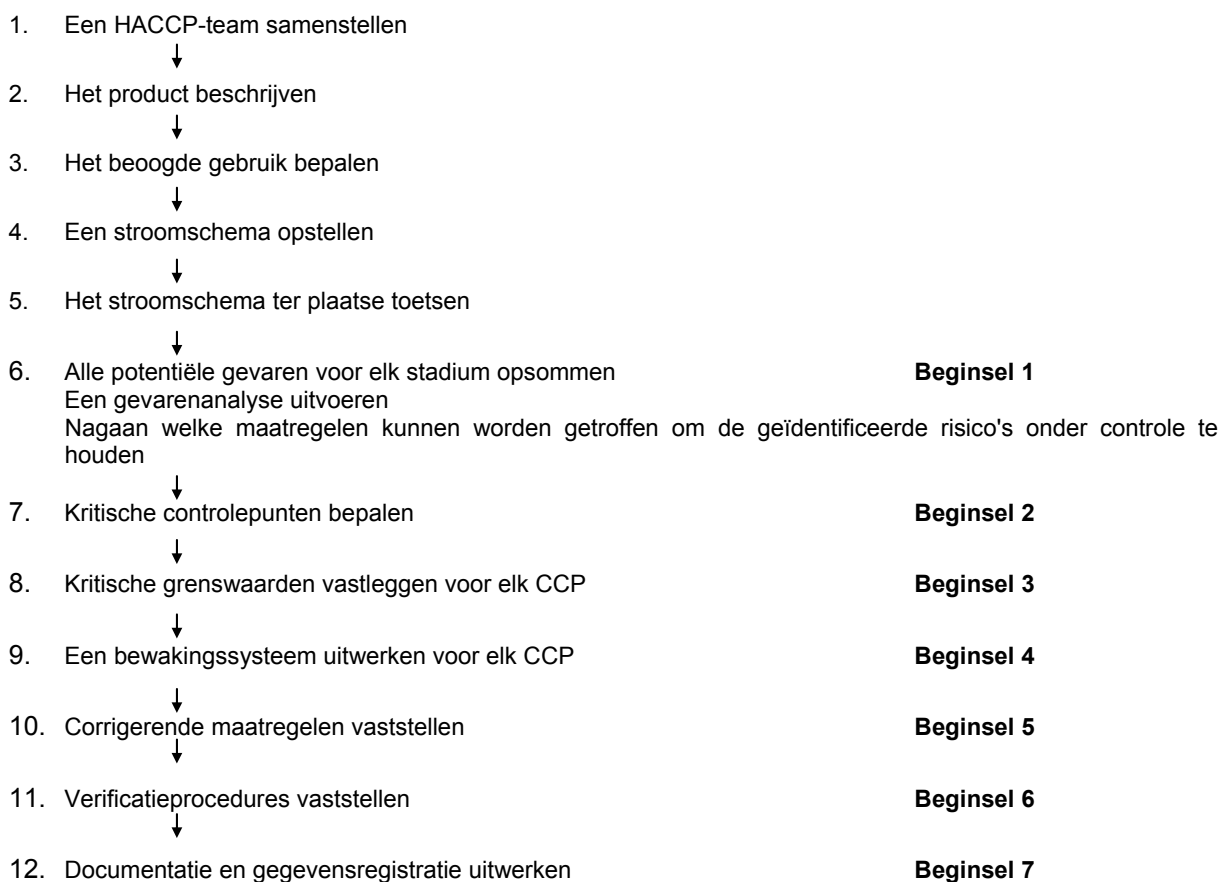 1. Een HACCP-team samenstellen
2. Het product beschrijven
3. Het beoogde gebruik bepalen
4. Een stroomschema opstellen
5. Het stroomschema ter plaatse toetsen
6. Alle potentiële gevaren voor elk stadium opsommen Beginsel 1
Een gevarenanalyse uitvoeren
Nagaan welke maatregelen kunnen worden getroffen om de geïdentificeerde risico's onder controle te
houden
7. Kritische controlepunten bepalen Beginsel 2
8. Kritische grenswaarden vastleggen voor elk CCP Beginsel 3
9. Een bewakingssysteem uitwerken voor elk CCP Beginsel 4
10. Corrigerende maatregelen vaststellen Beginsel 5
11. Verificatieprocedures vaststellen Beginsel 6
12. Documentatie en gegevensregistratie uitwerken Beginsel 7